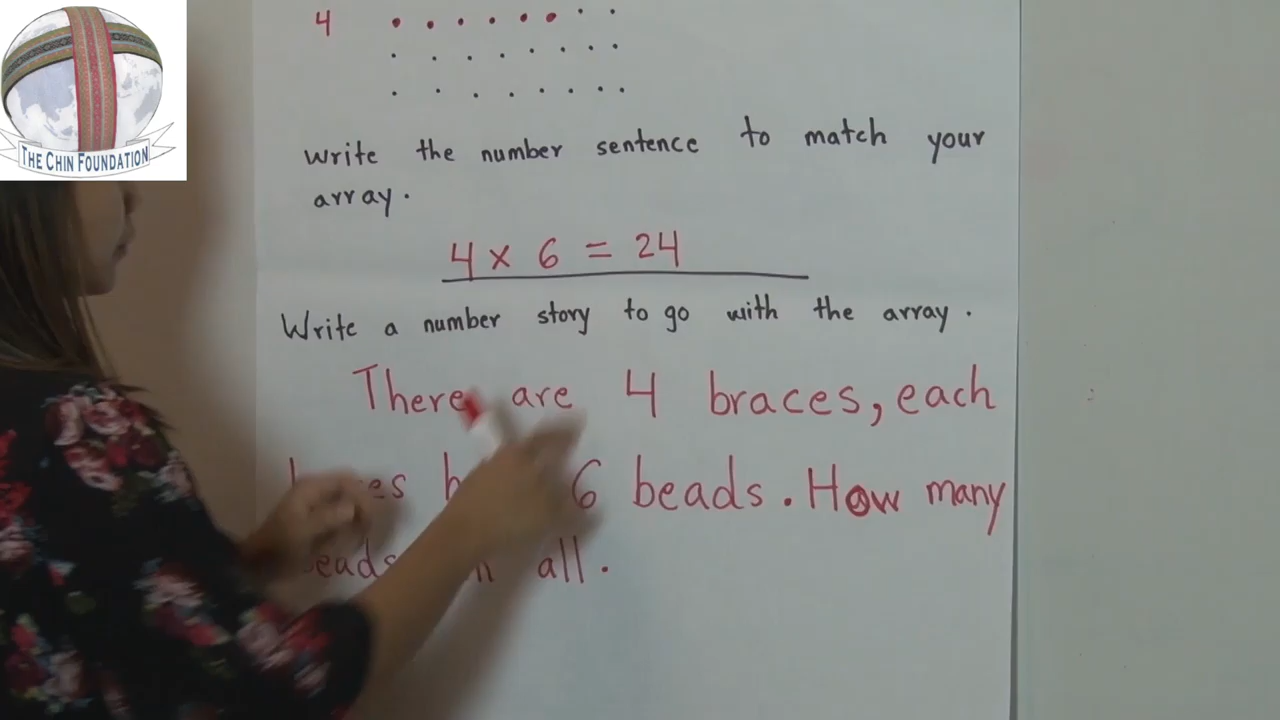 THE CHIN FOUNDATION
4
Write the number sentence to match your
array.
4 x 6 = 24
Write a number story to go with the array.
There are 4 braces, each
6 beads. How many
all.